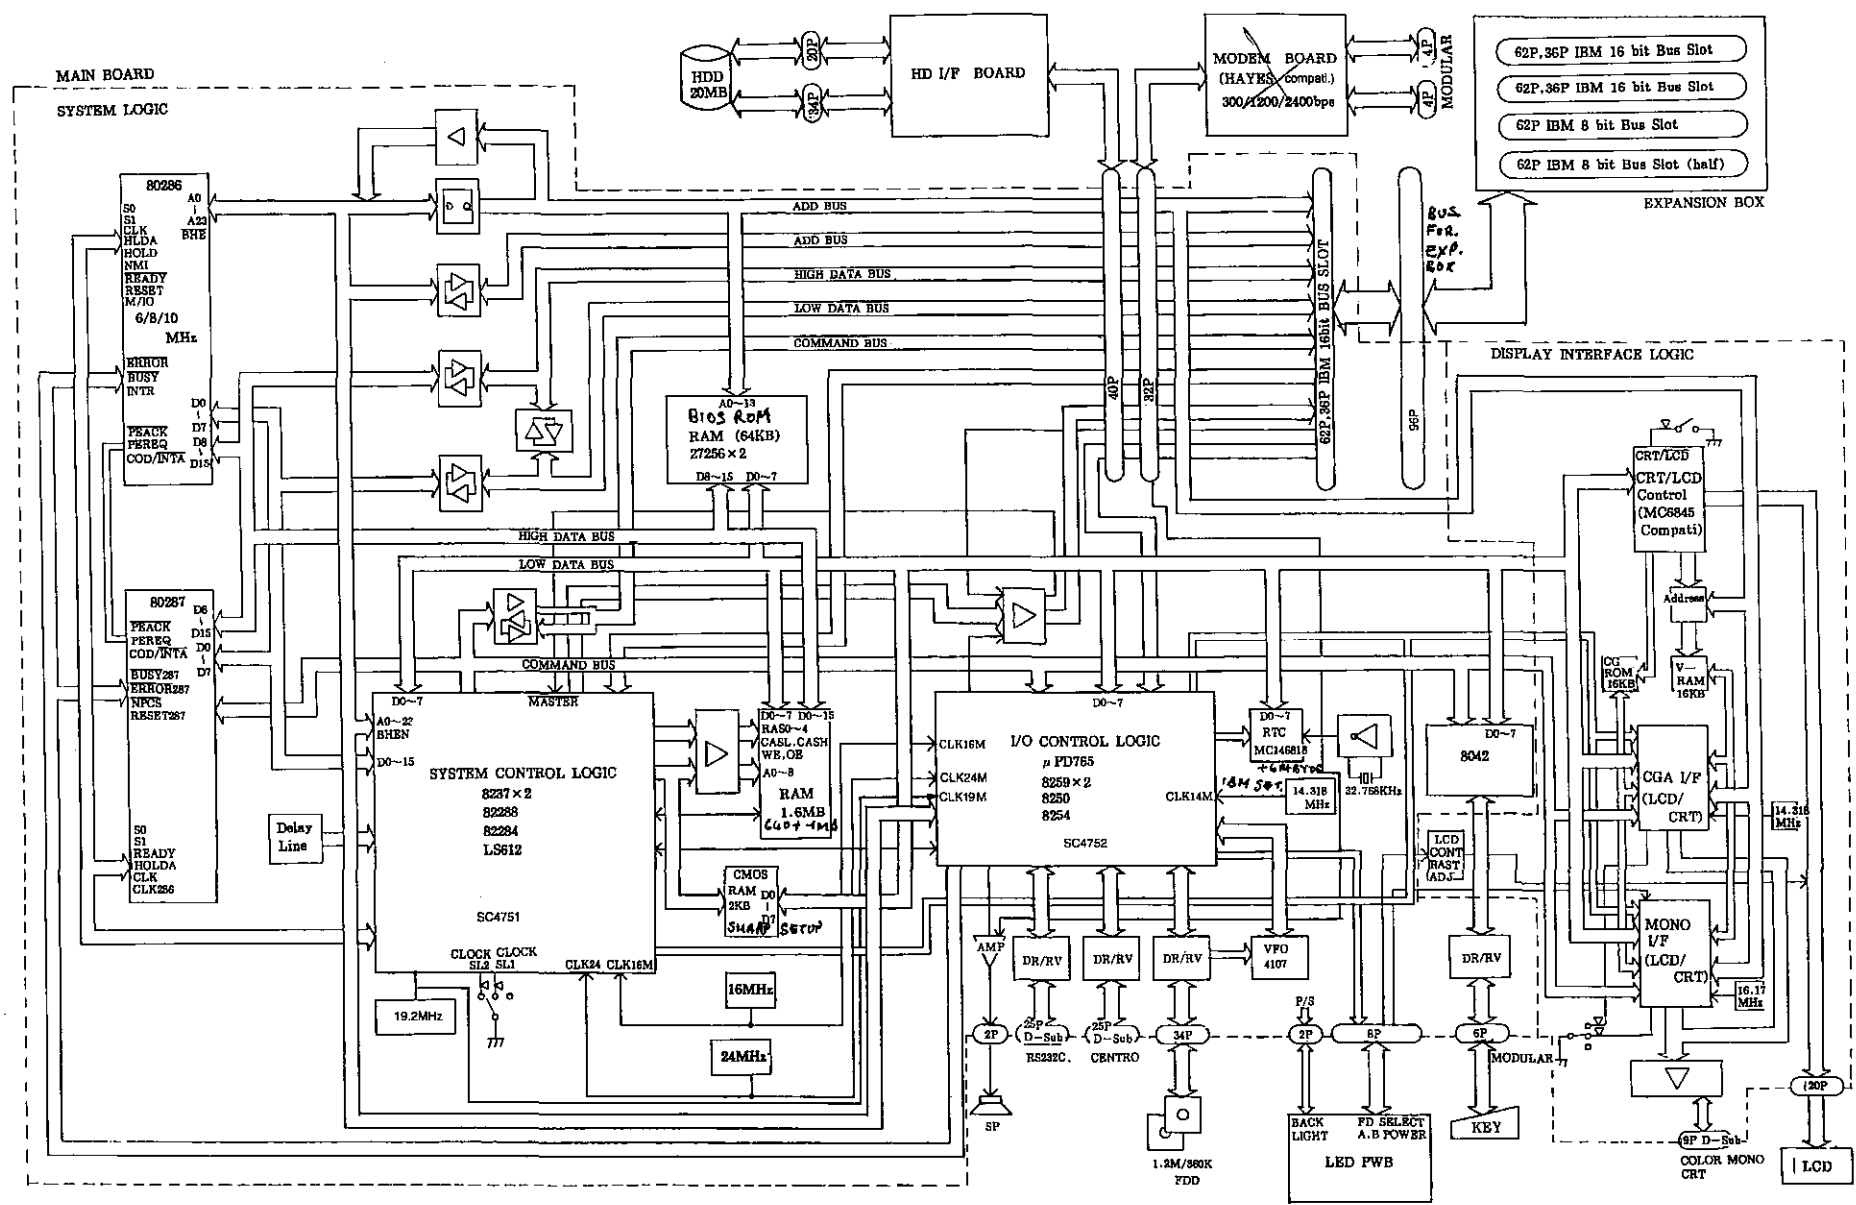 MAIN BOARD
SYSTEM LOGIC
HDD
20MB
20P
34P
HD I/F BOARD
MODEM BOARD
(HAYES compati.)
300/1200/2400bps
4P
4P
MODULAR
62P,36P IBM 16 bit Bus Slot
62P,36P IBM 16 bit Bus Slot
62P IBM 8 bit Bus Slot
62P IBM 8 bit Bus Slot (half)
EXPANSION BOX
BUS
FOR.
EXP.
BOX
80286
A0
A23
BHE
S0
S1
CLK
HLDA
HOLD
NMI
READY
RESET
M/IO
6/8/10
MHz
ERROR
BUSY
INTR
D0
D7
D8
D15
PEACK
PEREQ
COD/INTA
D Q
ADD BUS
ADD BUS
HIGH DATA BUS
LOW DATA BUS
COMMAND BUS
A0~13
BIOS ROM
RAM (64KB)
27256×2
D8~15 D0~7
40P
32P
62P,36P IBM 16bit BUS SLOT
96P
DISPLAY INTERFACE LOGIC
CRT/LCD
CRT/LCD
Control
(MC6845
Compati)
Address
CG
ROM
16KB
V-
RAM
16KB
HIGH DATA BUS
LOW DATA BUS
COMMAND BUS
80287
D8
D15
D0
D7
PEACK
PEREQ
COD/INTA
BUSY287
ERROR287
NPCS
RESET287
S0
S1
READY
HOLDA
CLK
CLK286
Delay
Line
D0~7
MASTER
A0~22
BHEN
D0~15
SYSTEM CONTROL LOGIC
8237×2
82288
82284
LS612
SC4751
CLOCK CLOCK
SL2 SL1
CLK24 CLK16M
19.2MHz
16MHz
24MHz
D0~7 D0~15
RAS0~4
CASL.CASH
WE,OE
A0~8
RAM
1.6MB
640+1MB
CMOS
RAM
2KB
D0
D7
SHARP SETUP
D0~7
CLK16M
CLK24M
CLK19M
I/O CONTROL LOGIC
μPD765
8259×2
8250
8254
SC4752
CLK14M
D0~7
RTC
MC146818
IBM SET.
14.318
MHz
32.768KHz
D0~7
8042
CGA I/F
(LCD/
CRT)
14.318
MHz
LCD
CONT
RAST
ADJ
MONO
I/F
(LCD/
CRT)
16.17
MHz
AMP
DR/RV
DR/RV
DR/RV
VFO
4107
DR/RV
2P
25P
D-Sub
RS232C.
25P
D-Sub
CENTRO
34P
P/S
2P
8P
6P
MODULAR
SP
1.2M/360K
FDD
BACK
LIGHT
FD SELECT
A.B POWER
LED PWB
KEY
9P D-Sub
COLOR MONO
CRT
20P
LCD